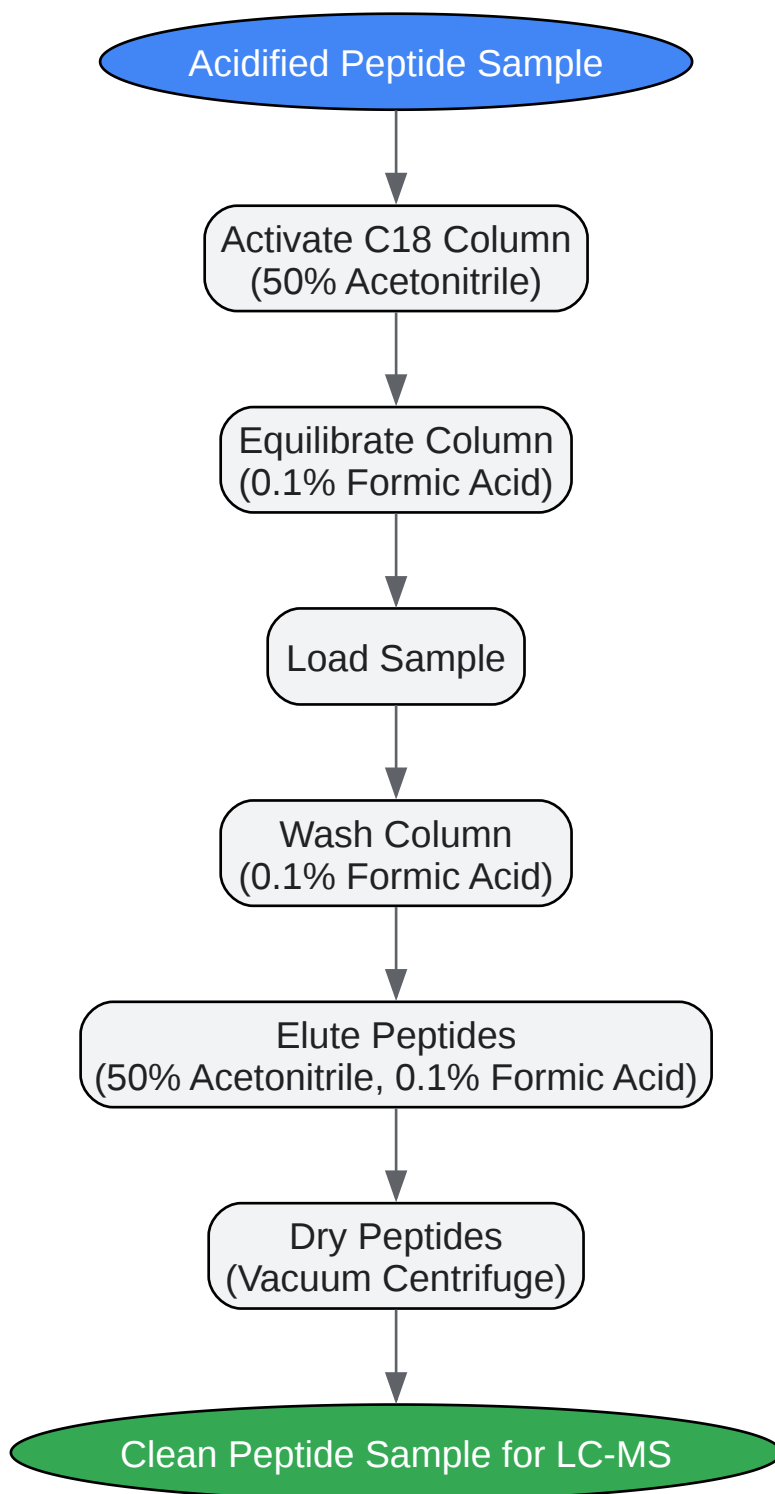 Acidified Peptide Sample
Activate C18 Column
(50% Acetonitrile)
Equilibrate Column
(0.1% Formic Acid)
Load Sample
Wash Column
(0.1% Formic Acid)
Elute Peptides
(50% Acetonitrile, 0.1% Formic Acid)
Dry Peptides
(Vacuum Centrifuge)
Clean Peptide Sample for LC-MS